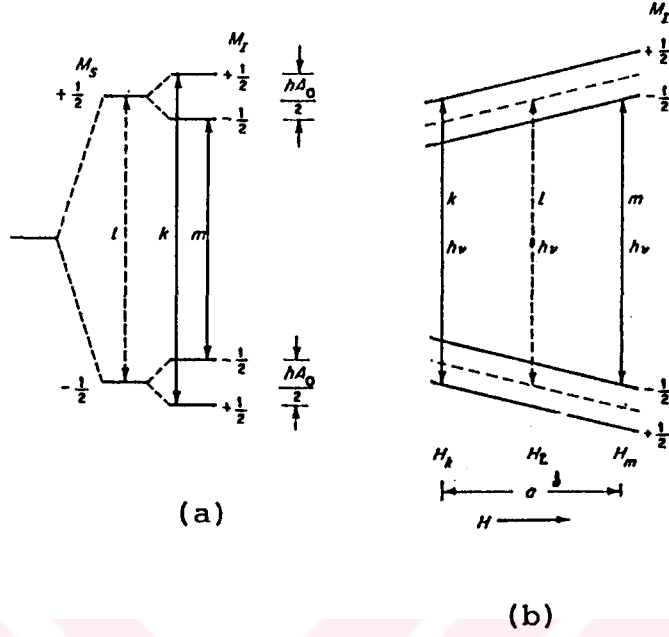 M_I
M_S
+1/2
+1/2
hA_0/2
-1/2
l
k
m
-1/2
-1/2
hA_0/2
+1/2
(a)
M_I
+1/2
-1/2
k
l
m
hν
hν
hν
-1/2
+1/2
H_k
H_l
H_m
a
H
(b)